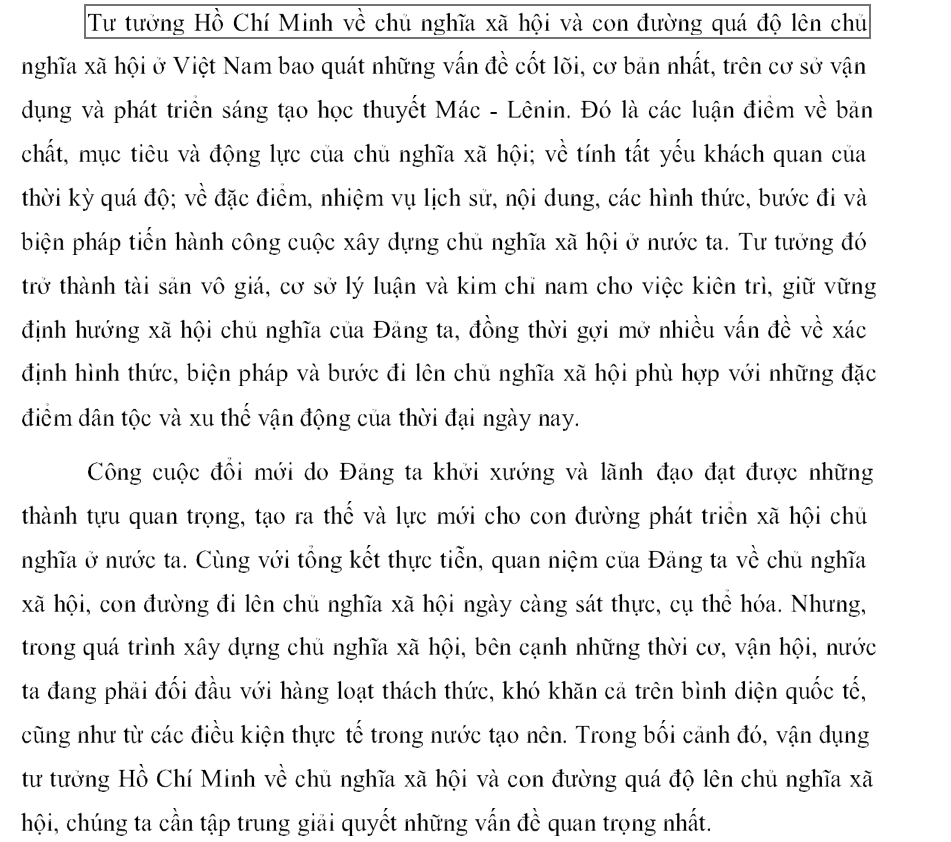 Tư tưởng Hồ Chí Minh về chủ nghĩa xã hội và con đường quá độ lên chủ
nghĩa xã hội ở Việt Nam bao quát những vấn đề cốt lõi, cơ bản nhất, trên cơ sở vận
dụng và phát triển sáng tạo học thuyết Mác - Lênin. Đó là các luận điểm về bản
chất, mục tiêu và động lực của chủ nghĩa xã hội; về tính tất yếu khách quan của
thời kỳ quá độ; về đặc điểm, nhiệm vụ lịch sử, nội dung, các hình thức, bước đi và
biện pháp tiến hành công cuộc xây dựng chủ nghĩa xã hội ở nước ta. Tư tưởng đó
trở thành tài sản vô giá, cơ sở lý luận và kim chỉ nam cho việc kiên trì, giữ vững
định hướng xã hội chủ nghĩa của Đảng ta, đồng thời gợi mở nhiều vấn đề về xác
định hình thức, biện pháp và bước đi lên chủ nghĩa xã hội phù hợp với những đặc
điểm dân tộc và xu thế vận động của thời đại ngày nay.
Công cuộc đổi mới do Đảng ta khởi xướng và lãnh đạo đạt được những
thành tựu quan trọng, tạo ra thế và lực mới cho con đường phát triển xã hội chủ
nghĩa ở nước ta. Cùng với tổng kết thực tiễn, quan niệm của Đảng ta về chủ nghĩa
xã hội, con đường đi lên chủ nghĩa xã hội ngày càng sát thực, cụ thể hóa. Nhưng,
trong quá trình xây dựng chủ nghĩa xã hội, bên cạnh những thời cơ, vận hội, nước
ta đang phải đối đầu với hàng loạt thách thức, khó khăn cả trên bình diện quốc tế,
cũng như từ các điều kiện thực tế trong nước tạo nên. Trong bối cảnh đó, vận dụng
tư tưởng Hồ Chí Minh về chủ nghĩa xã hội và con đường quá độ lên chủ nghĩa xã
hội, chúng ta cần tập trung giải quyết những vấn đề quan trọng nhất.